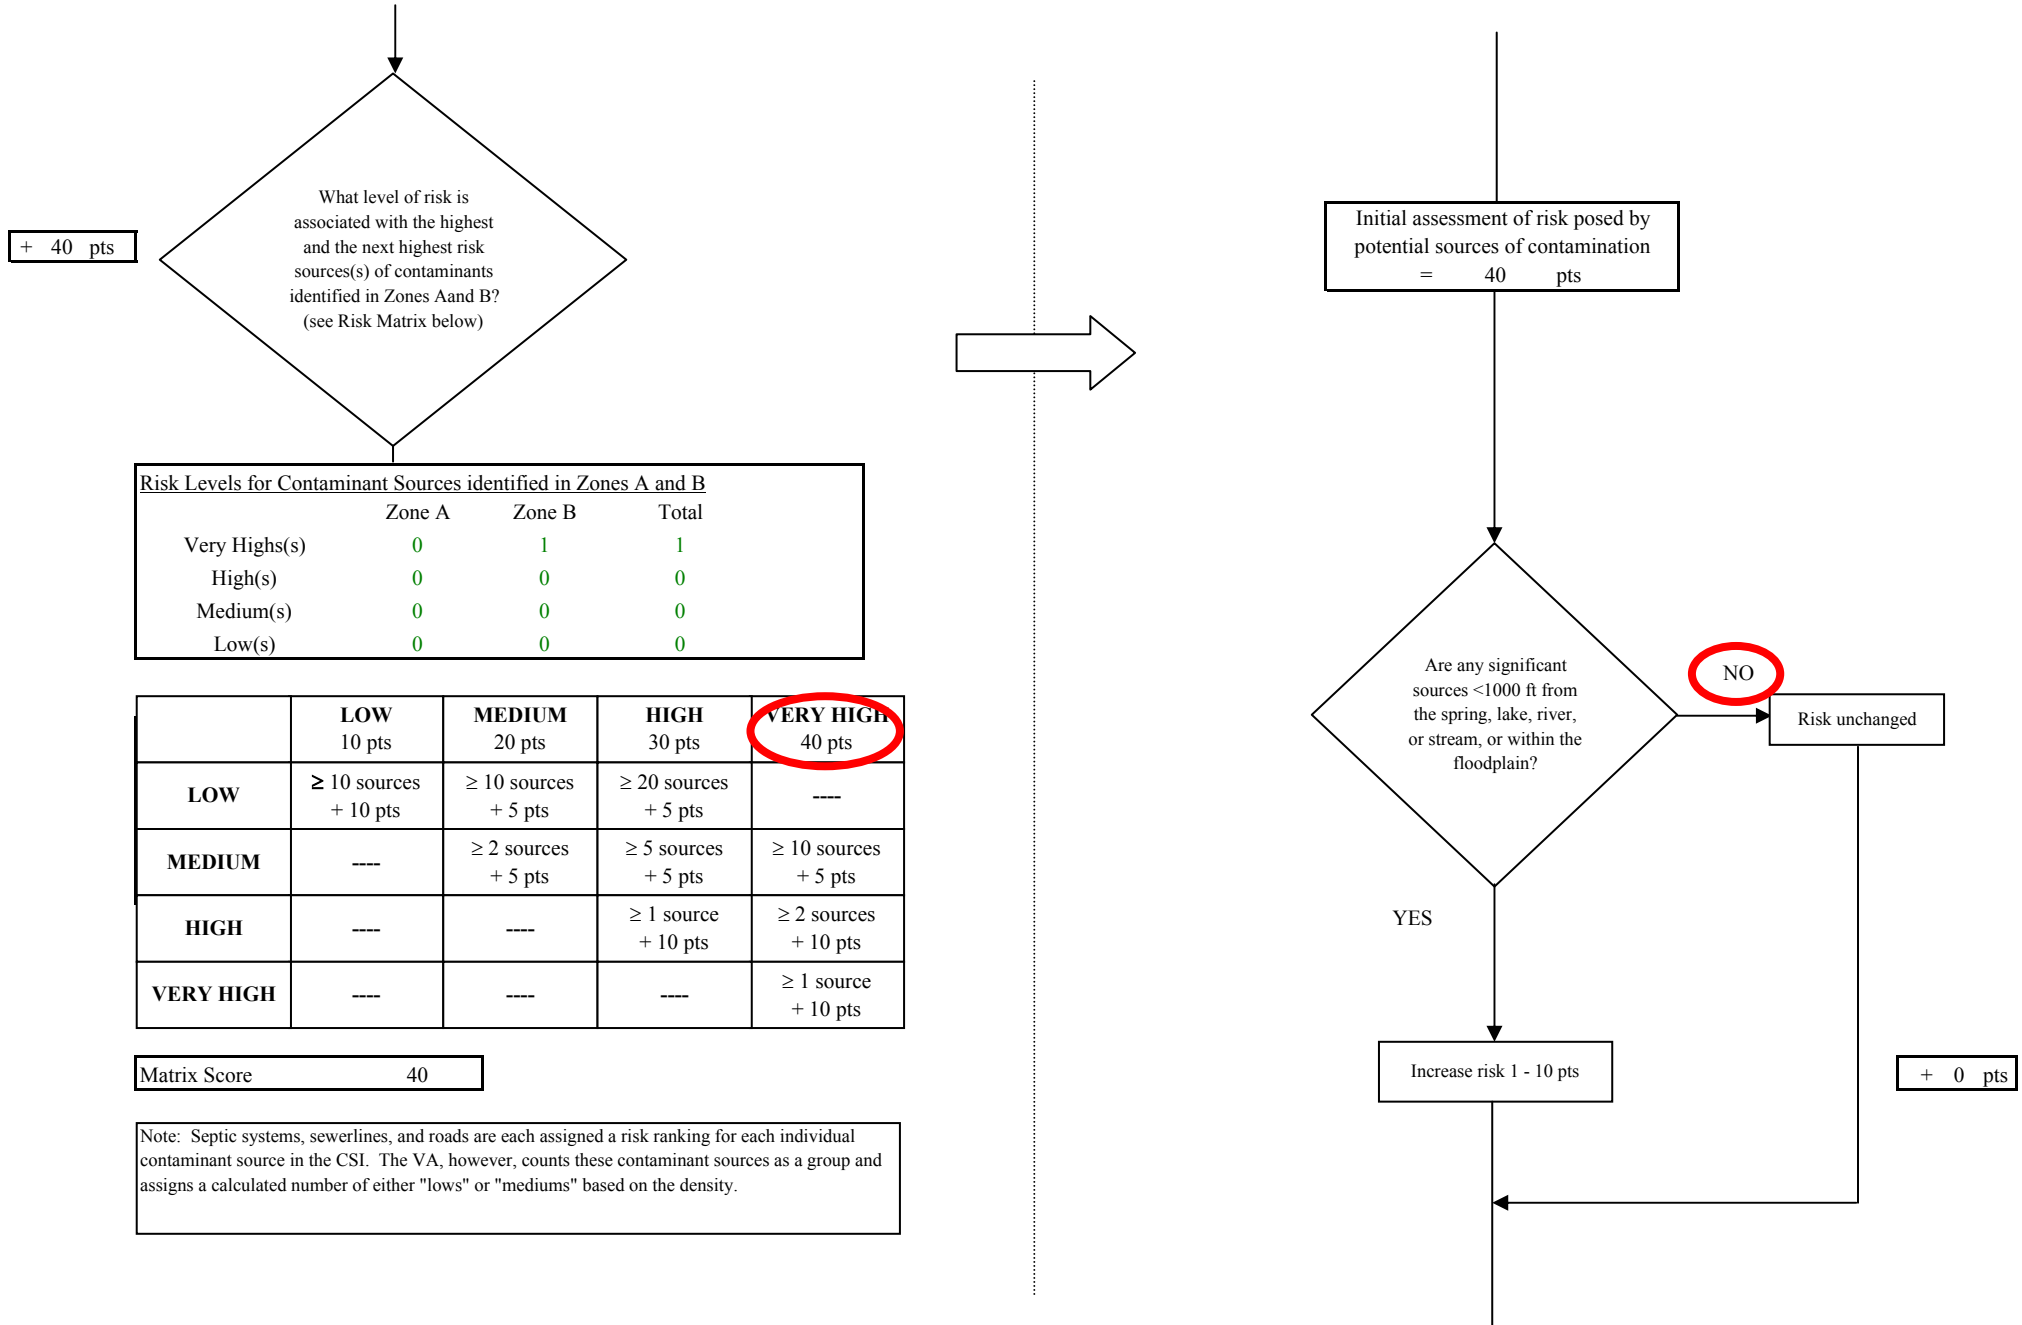 What level of risk is
associated with the highest
and the next highest risk
sources(s) of contaminants
identified in Zones Aand B?
(see Risk Matrix below)
+ 40 pts
Risk Levels for Contaminant Sources identified in Zones A and B
Zone A Zone B Total
Very Highs(s) 0 1 1
High(s) 0 0 0
Medium(s) 0 0 0
Low(s) 0 0 0
LOW MEDIUM HIGH VERY HIGH
10 pts 20 pts 30 pts 40 pts
LOW ≥ 10 sources ≥ 10 sources ≥ 20 sources ----
+ 10 pts + 5 pts + 5 pts
MEDIUM ---- ≥ 2 sources ≥ 5 sources ≥ 10 sources
+ 5 pts + 5 pts + 5 pts
HIGH ---- ---- ≥ 1 source ≥ 2 sources
+ 10 pts + 10 pts
VERY HIGH ---- ---- ---- ≥ 1 source
+ 10 pts
Matrix Score 40
Note: Septic systems, sewerlines, and roads are each assigned a risk ranking for each individual
contaminant source in the CSI. The VA, however, counts these contaminant sources as a group and
assigns a calculated number of either "lows" or "mediums" based on the density.
Initial assessment of risk posed by
potential sources of contamination
= 40 pts
Are any significant
sources <1000 ft from
the spring, lake, river,
or stream, or within the
floodplain?
NO
Risk unchanged
YES
Increase risk 1 - 10 pts
+ 0 pts